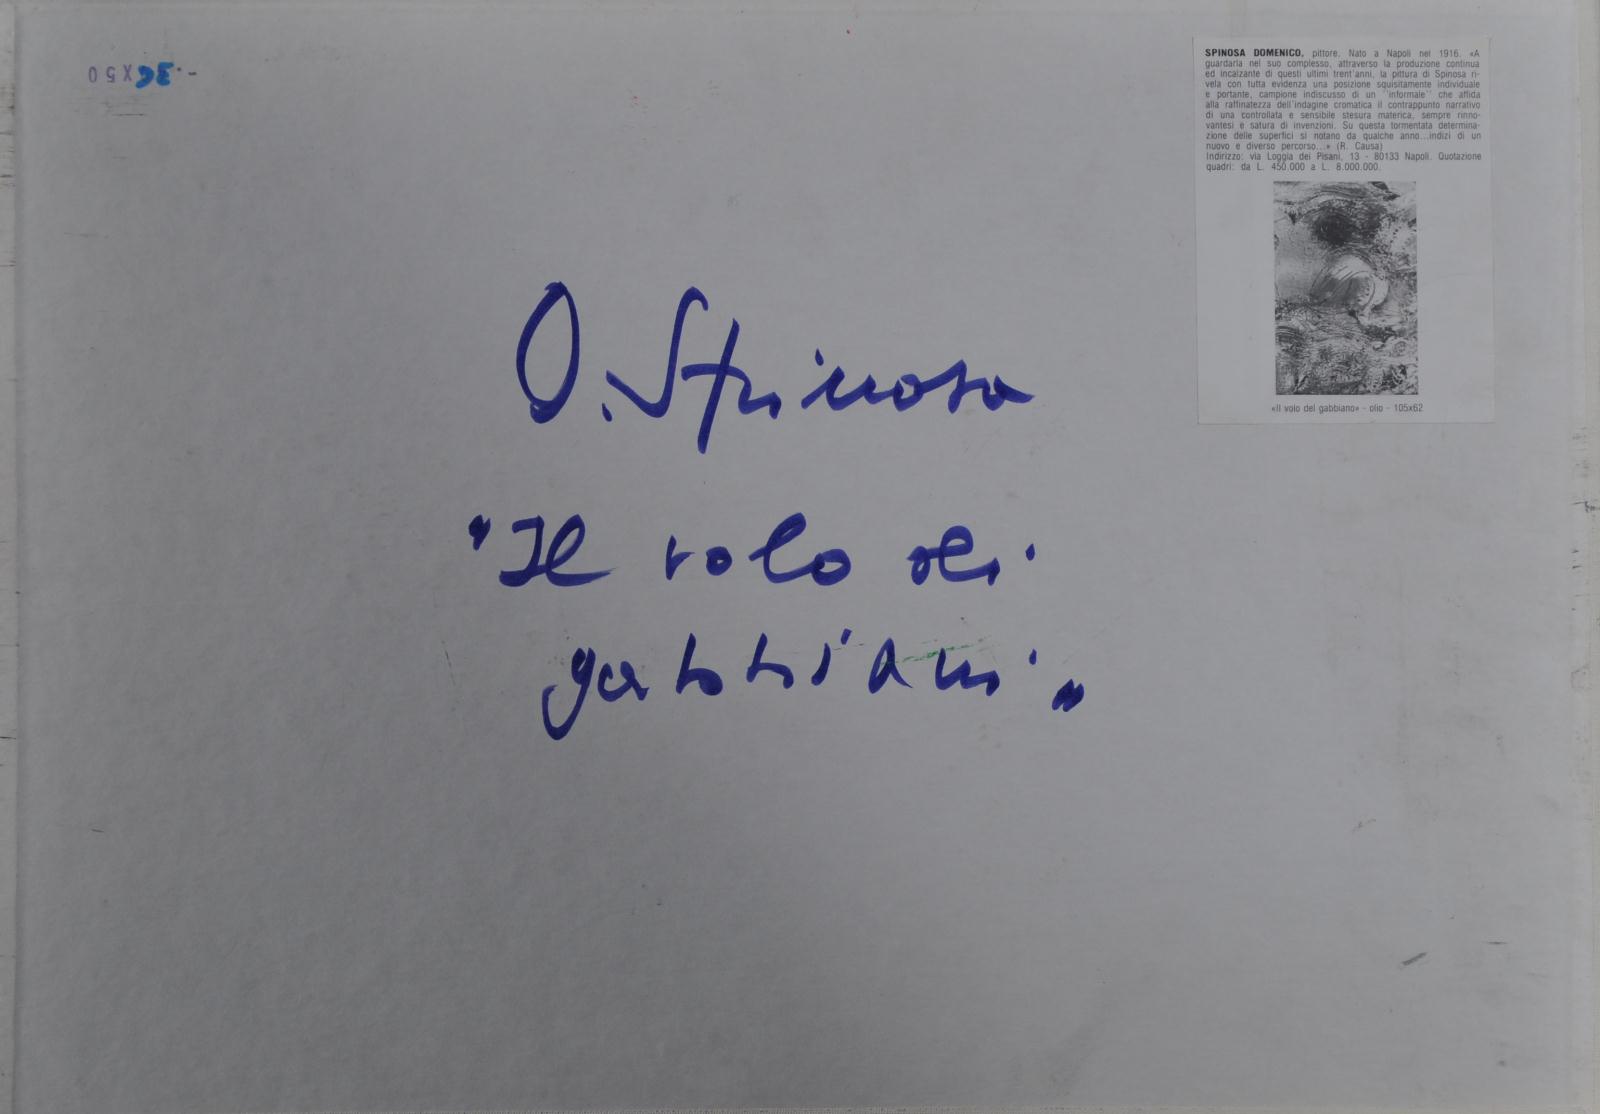 SPINOSA DOMENICO, pittore. Nato a Napoli nel 1916. «A
guardarla nel suo complesso, attraverso la produzione continua
ed incalzante di questi ultimi trent'anni, la pittura di Spinosa ri-
vela con tutta evidenza una posizione squisitamente individuale
e portante, campione indiscusso di un ''informale'' che affida
alla raffinatezza dell'indagine cromatica il contrappunto narrativo
di una controllata e sensibile stesura materica, sempre rinno-
vantesi e satura di invenzioni. Su questa tormentata determina-
zione delle superfici si notano da qualche anno...indizi di un
nuovo e diverso percorso...» (R. Causa)
Indirizzo: via Loggia dei Pisani, 13 - 80133 Napoli. Quotazione
quadri: da L. 450.000 a L. 8.000.000.
«Il volo del gabbiano» - olio - 105x62
D. Spinosa
"Il volo di
gabbiani"